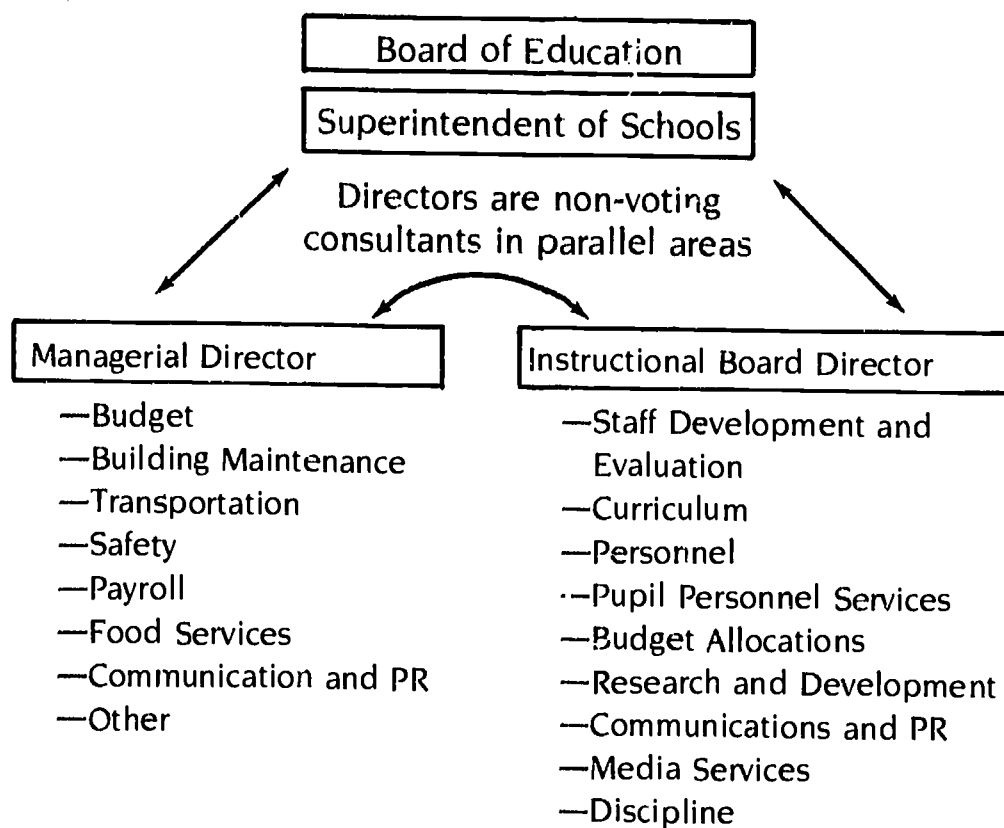 Board of Education
Superintendent of Schools
Directors are non-voting
consultants in parallel areas
Managerial Director
—Budget
—Building Maintenance
—Transportation
—Safety
—Payroll
—Food Services
—Communication and PR
—Other
Instructional Board Director
—Staff Development and
Evaluation
—Curriculum
—Personnel
—Pupil Personnel Services
—Budget Allocations
—Research and Development
—Communications and PR
—Media Services
—Discipline